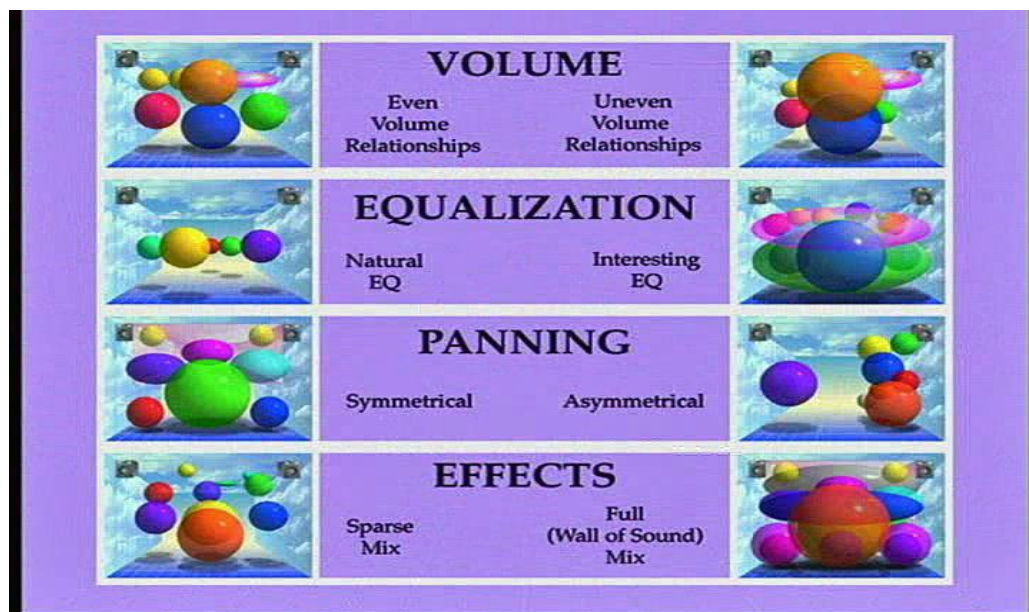 VOLUME
Even
Volume
Relationships
Uneven
Volume
Relationships
EQUALIZATION
Natural
EQ
Interesting
EQ
PANNING
Symmetrical
Asymmetrical
EFFECTS
Sparse
Mix
Full
(Wall of Sound)
Mix